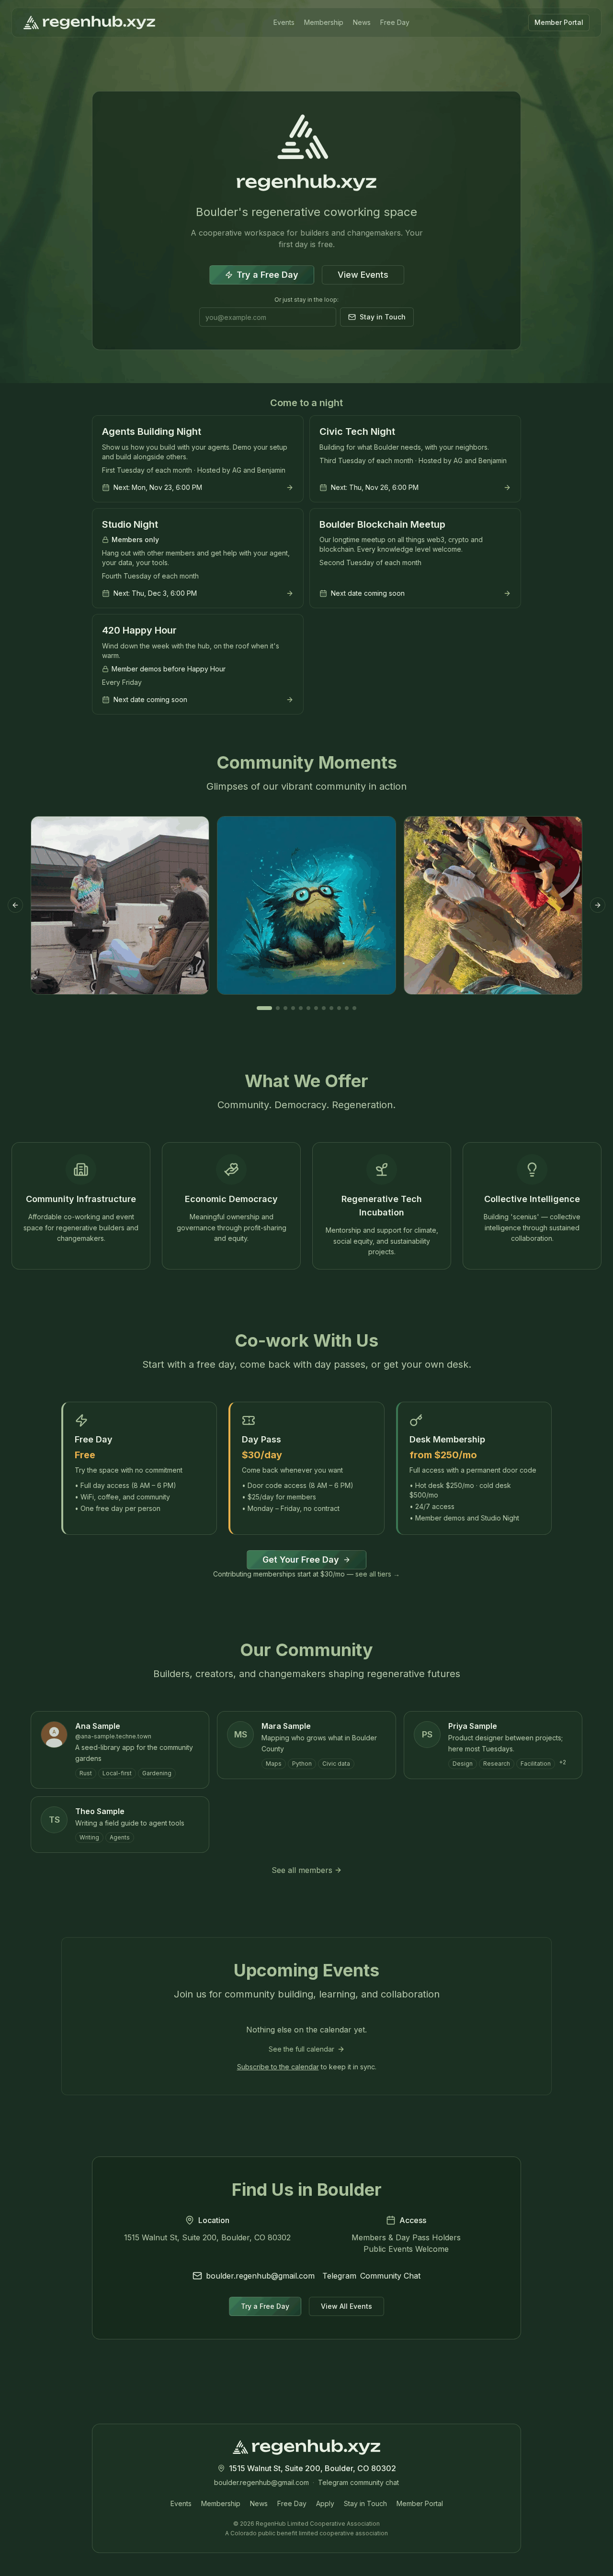 regenhub.xyz
Events Membership News Free Day
Member Portal
regenhub.xyz
Boulder's regenerative coworking space
A cooperative workspace for builders and changemakers. Your
first day is free.
Try a Free Day
View Events
Or just stay in the loop:
you@example.com
Stay in Touch
Come to a night
Agents Building Night
Show us how you build with your agents. Demo your setup
and build alongside others.
First Tuesday of each month · Hosted by AG and Benjamin
Next: Mon, Nov 23, 6:00 PM
Civic Tech Night
Building for what Boulder needs, with your neighbors.
Third Tuesday of each month · Hosted by AG and Benjamin
Next: Thu, Nov 26, 6:00 PM
Studio Night
Members only
Hang out with other members and get help with your agent,
your data, your tools.
Fourth Tuesday of each month
Next: Thu, Dec 3, 6:00 PM
Boulder Blockchain Meetup
Our longtime meetup on all things web3, crypto and
blockchain. Every knowledge level welcome.
Second Tuesday of each month
Next date coming soon
420 Happy Hour
Wind down the week with the hub, on the roof when it's
warm.
Member demos before Happy Hour
Every Friday
Next date coming soon
Community Moments
Glimpses of our vibrant community in action
What We Offer
Community. Democracy. Regeneration.
Community Infrastructure
Affordable co-working and event
space for regenerative builders and
changemakers.
Economic Democracy
Meaningful ownership and
governance through profit-sharing
and equity.
Regenerative Tech
Incubation
Mentorship and support for climate,
social equity, and sustainability
projects.
Collective Intelligence
Building 'scenius' — collective
intelligence through sustained
collaboration.
Co-work With Us
Start with a free day, come back with day passes, or get your own desk.
Free Day
Free
Try the space with no commitment
• Full day access (8 AM – 6 PM)
• WiFi, coffee, and community
• One free day per person
Day Pass
$30/day
Come back whenever you want
• Door code access (8 AM – 6 PM)
• $25/day for members
• Monday – Friday, no contract
Desk Membership
from $250/mo
Full access with a permanent door code
• Hot desk $250/mo · cold desk
$500/mo
• 24/7 access
• Member demos and Studio Night
Get Your Free Day →
Contributing memberships start at $30/mo — see all tiers →
Our Community
Builders, creators, and changemakers shaping regenerative futures
Ana Sample
@ana-sample.techne.town
A seed-library app for the community
gardens
Rust Local-first Gardening
MS
Mara Sample
Mapping who grows what in Boulder
County
Maps Python Civic data
PS
Priya Sample
Product designer between projects;
here most Tuesdays.
Design Research Facilitation +2
TS
Theo Sample
Writing a field guide to agent tools
Writing Agents
See all members →
Upcoming Events
Join us for community building, learning, and collaboration
Nothing else on the calendar yet.
See the full calendar →
Subscribe to the calendar to keep it in sync.
Find Us in Boulder
Location
1515 Walnut St, Suite 200, Boulder, CO 80302
Access
Members & Day Pass Holders
Public Events Welcome
boulder.regenhub@gmail.com Telegram Community Chat
Try a Free Day
View All Events
regenhub.xyz
1515 Walnut St, Suite 200, Boulder, CO 80302
boulder.regenhub@gmail.com · Telegram community chat
Events Membership News Free Day Apply Stay in Touch Member Portal
© 2026 RegenHub Limited Cooperative Association
A Colorado public benefit limited cooperative association